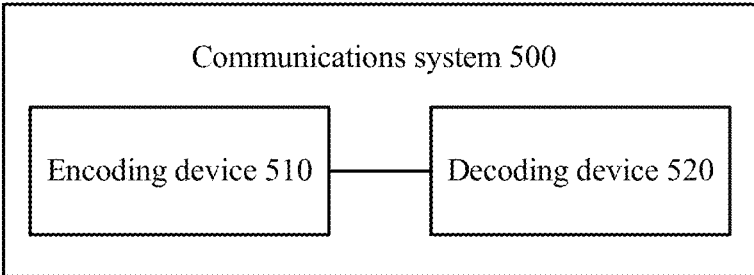 Communications system 500
Encoding device 510
Decoding device 520